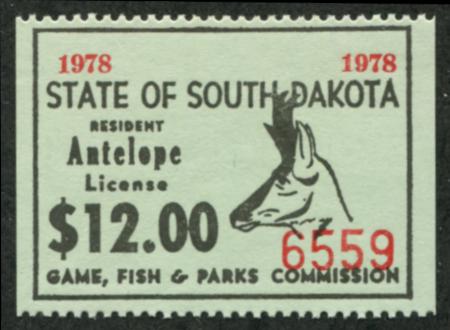 1978 1978
STATE OF SOUTH DAKOTA
RESIDENT
Antelope
License
$12.00
6559
GAME, FISH & PARKS COMMISSION